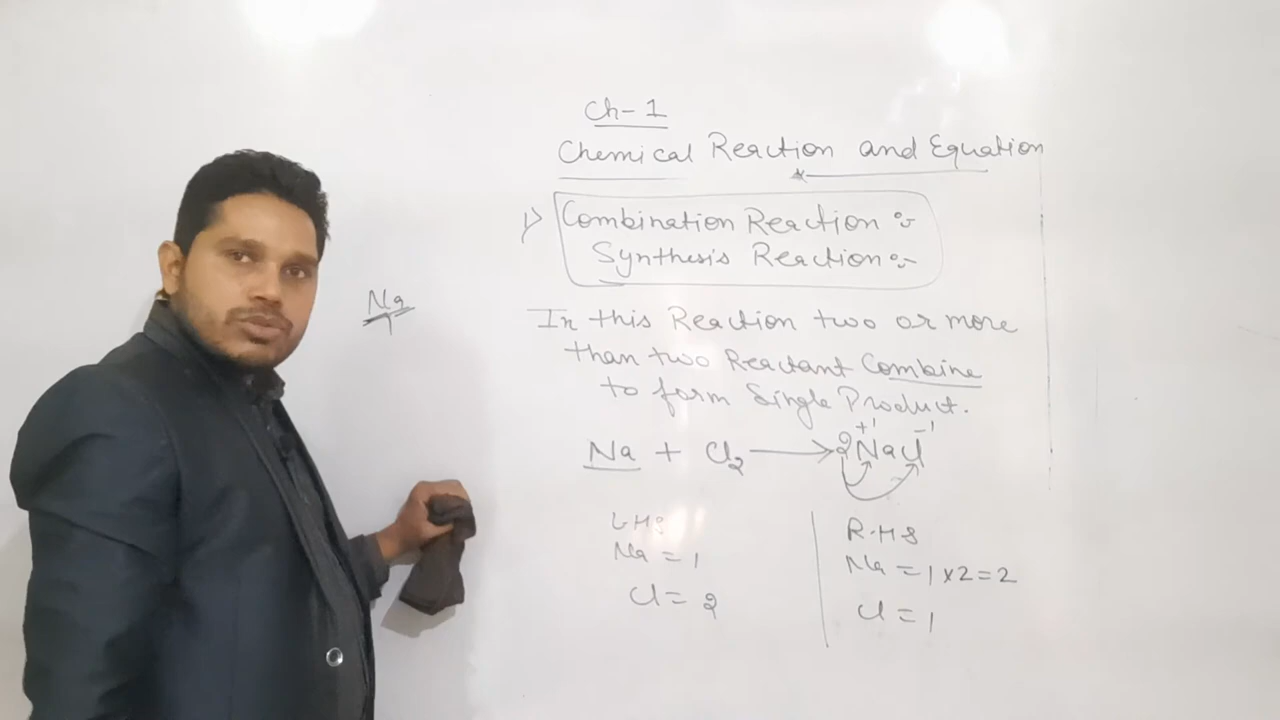 Ch-1
Chemical Reaction and Equation
1) Combination Reaction :-
Synthesis Reaction :-
Na
In this Reaction two or more
than two Reactant Combine
to form Single Product.
+1 -1
Na + Cl₂ → 2NaCl
L.H.S R.H.S
Na = 1 Na = 1 x 2 = 2
Cl = 2 Cl = 1